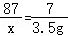 87/x = 7/3.5g